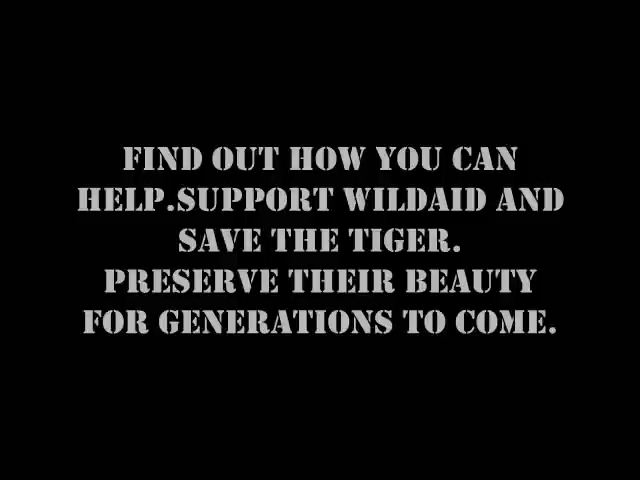 FIND OUT HOW YOU CAN
HELP.SUPPORT WILDAID AND
SAVE THE TIGER.
PRESERVE THEIR BEAUTY
FOR GENERATIONS TO COME.